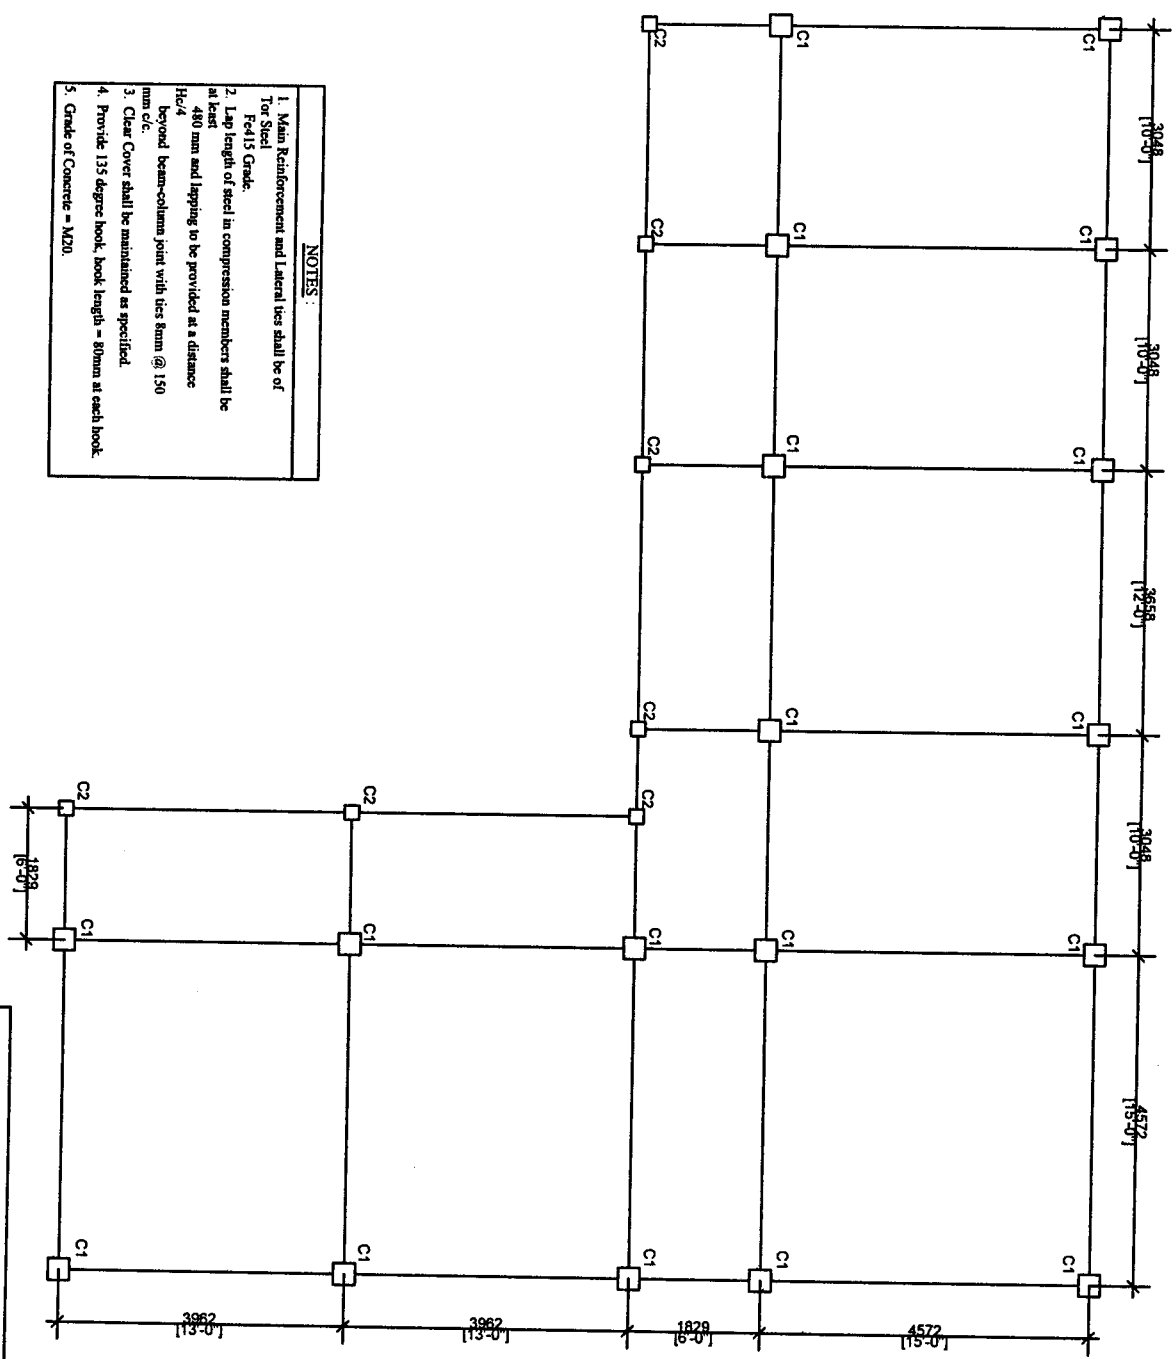 3048
[10'-0"]
3048
[10'-0"]
3658
[12'-0"]
3048
[10'-0"]
4572
[15'-0"]
C1
C1
C1
C1
C1
C1
4572
[15'-0"]
C1
C1
C1
C1
C1
C1
1829
[6'-0"]
C2
C2
C2
C2
C2
C1
C1
3962
[13'-0"]
C2
C1
C1
3962
[13'-0"]
C2
C1
C1
1829
[6'-0"]
NOTES :
1. Main Reinforcement and Lateral ties shall be of
Tor Steel
Fe415 Grade.
2. Lap length of steel in compression members shall be
at least
480 mm and lapping to be provided at a distance
Hc/4
beyond beam-column joint with ties 8mm @ 150
mm c/c.
3. Clear Cover shall be maintained as specified.
4. Provide 135 degree hook, hook length = 80mm at each hook.
5. Grade of Concrete = M20.